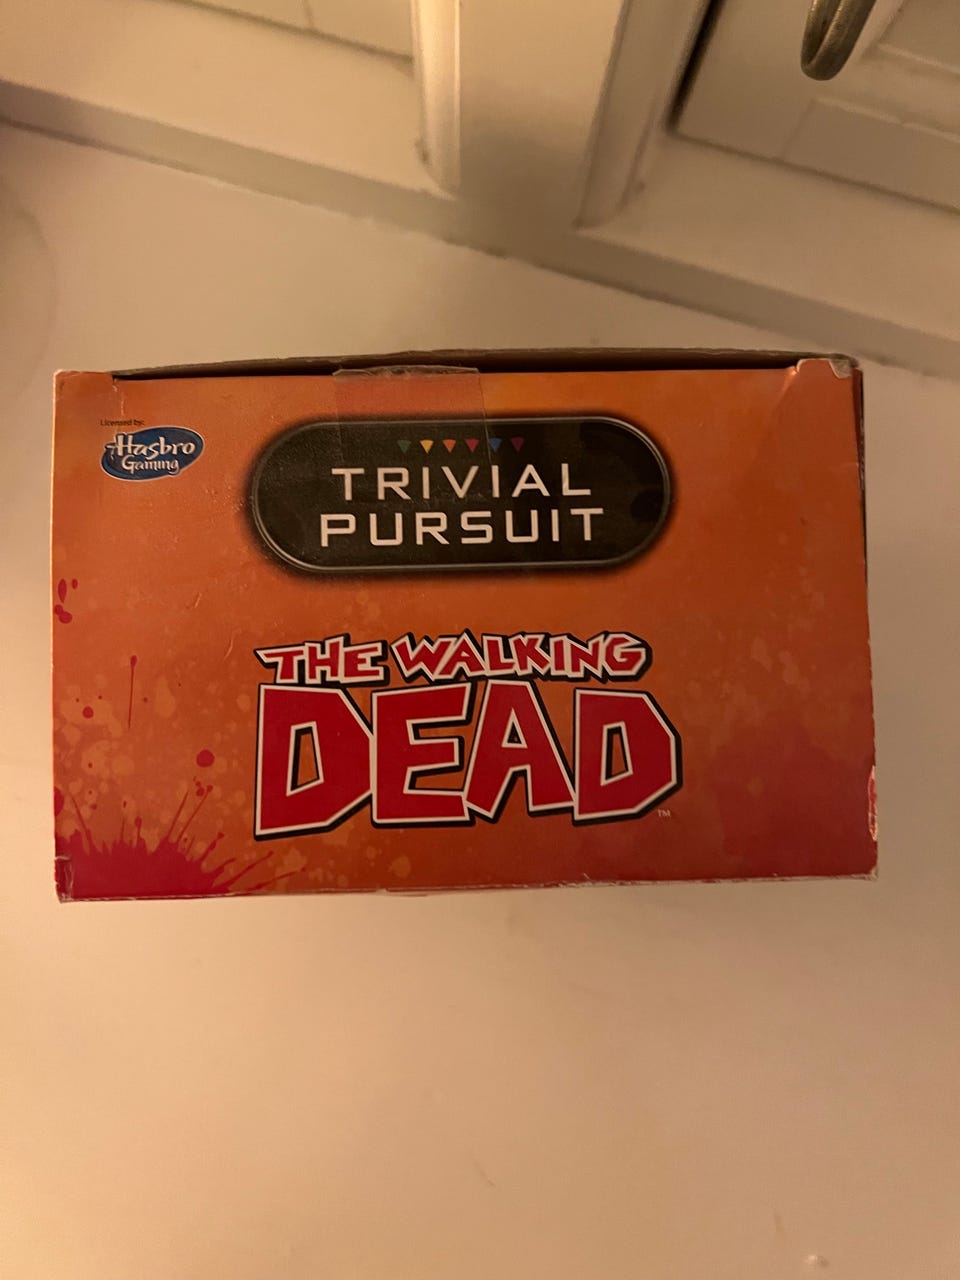 Licensed by:
Hasbro
Gaming
TRIVIAL
PURSUIT
THE WALKING
DEAD
TM